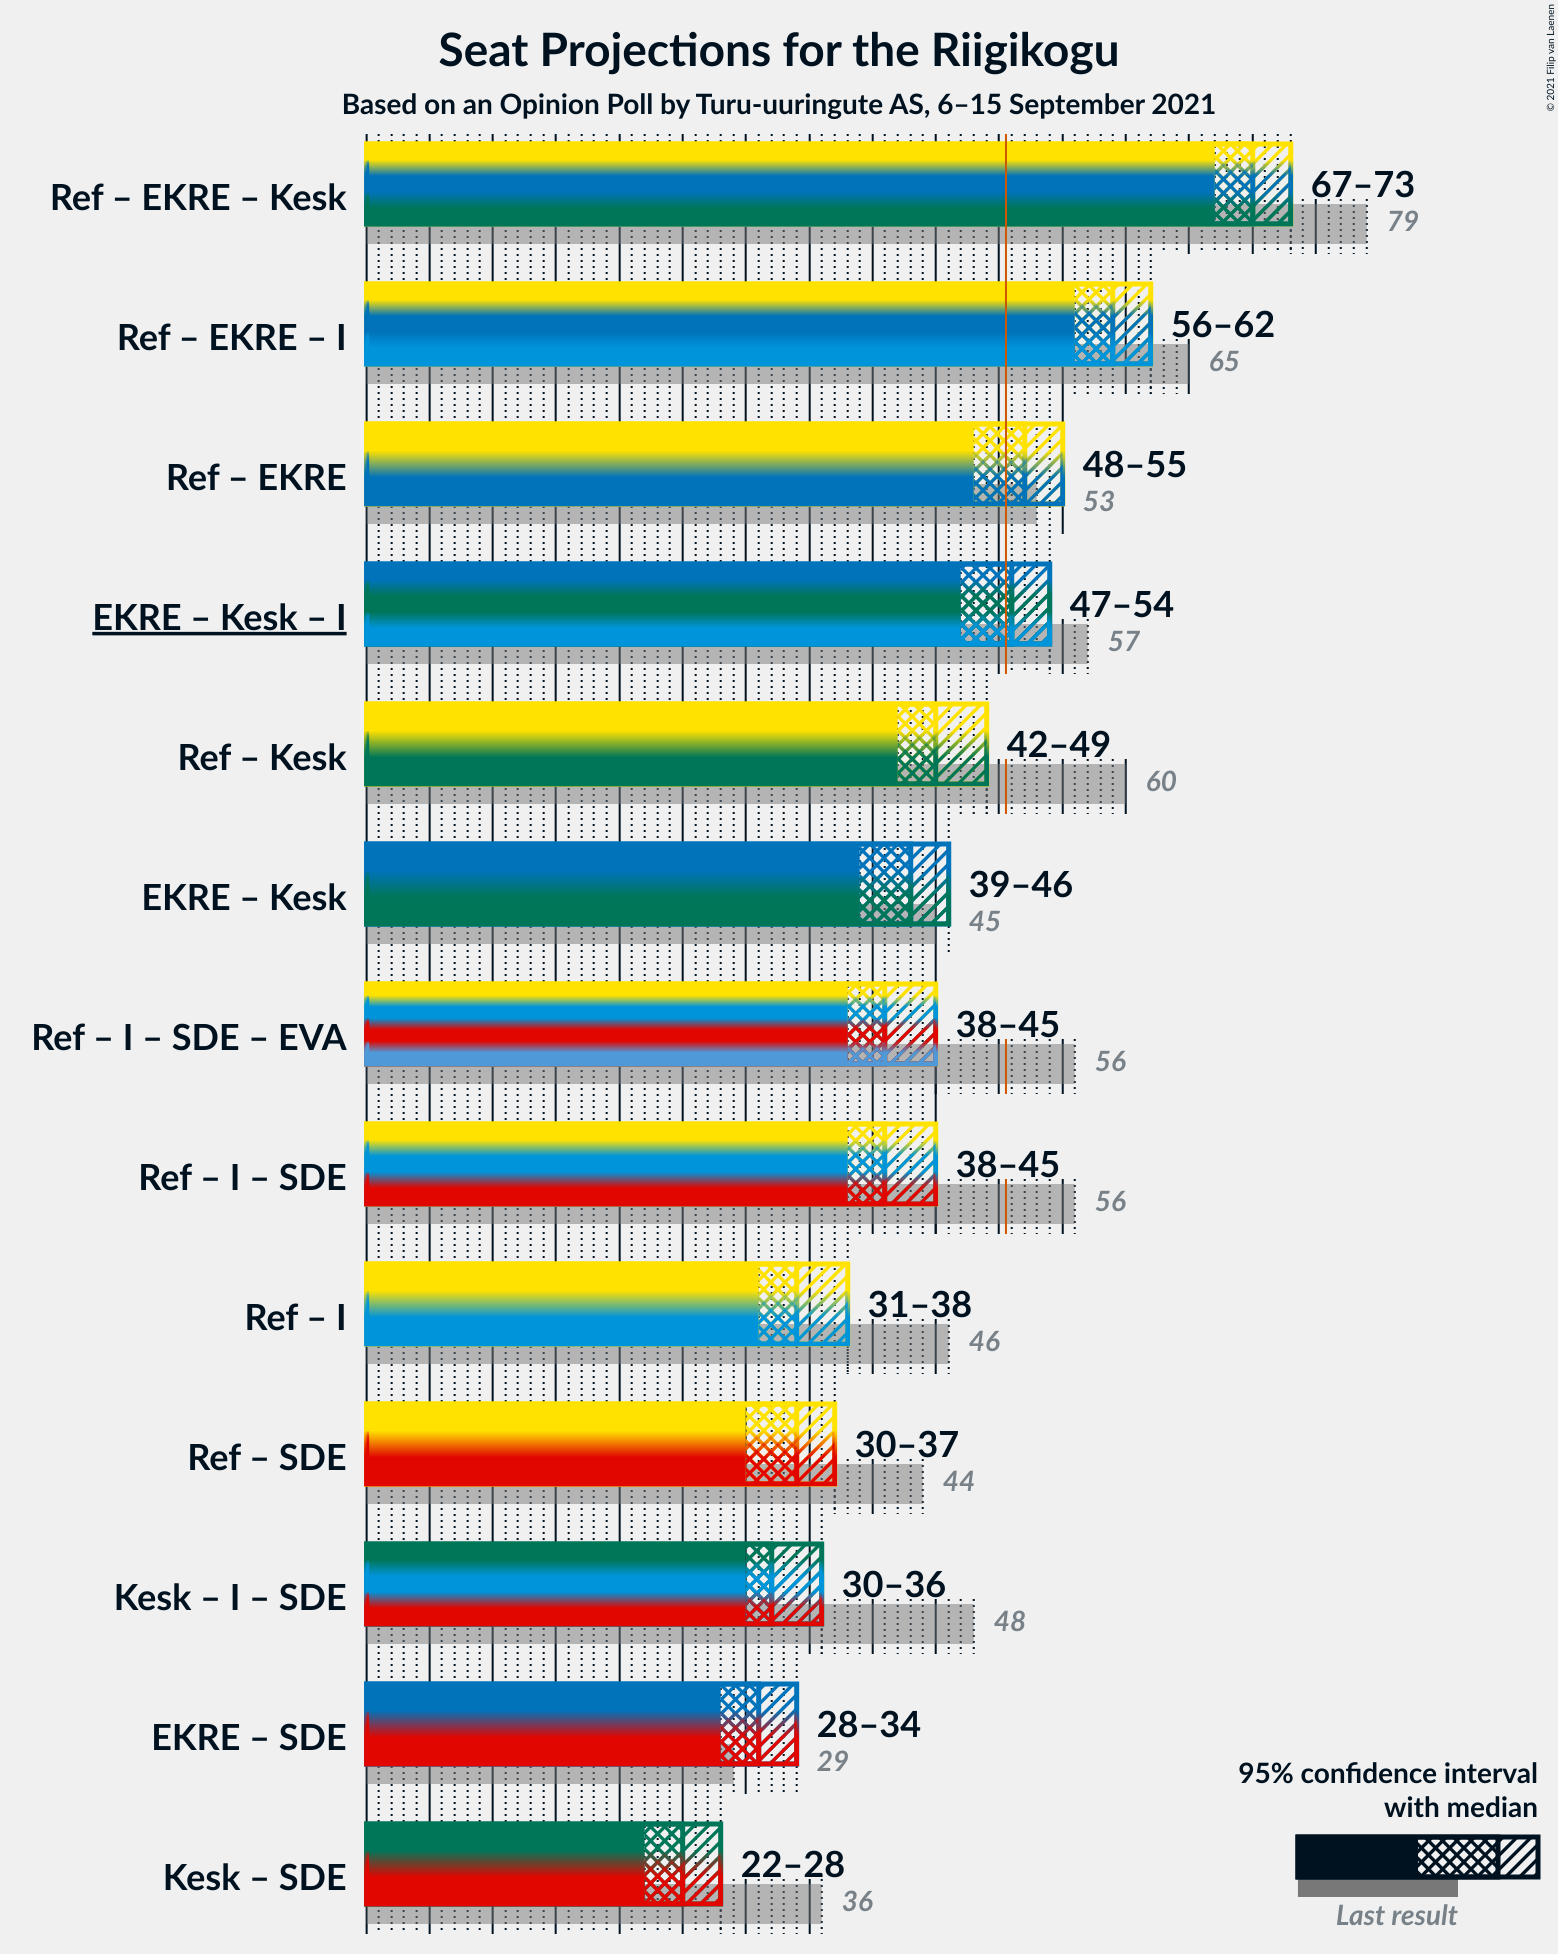 Seat Projections for the Riigikogu
Based on an Opinion Poll by Turu-uuringute AS, 6–15 September 2021
© 2021 Filip van Laenen
Ref – EKRE – Kesk
67–73
79
Ref – EKRE – I
56–62
65
Ref – EKRE
48–55
53
EKRE – Kesk – I
47–54
57
Ref – Kesk
42–49
60
EKRE – Kesk
39–46
45
Ref – I – SDE – EVA
38–45
56
Ref – I – SDE
38–45
56
Ref – I
31–38
46
Ref – SDE
30–37
44
Kesk – I – SDE
30–36
48
EKRE – SDE
28–34
29
Kesk – SDE
22–28
36
95% confidence interval
with median
Last result